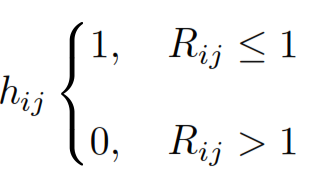 h_{ij} \begin{cases} 1, & R_{ij} \leq 1 \\ 0, & R_{ij} > 1 \end{cases}